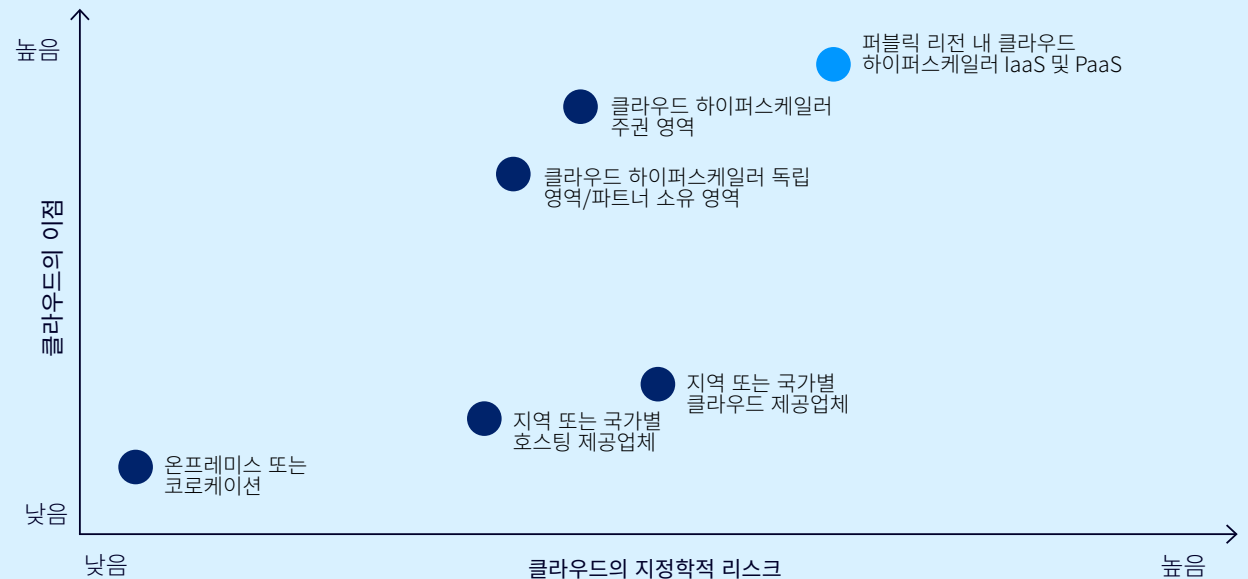 높음
퍼블릭 리전 내 클라우드
하이퍼스케일러 IaaS 및 PaaS
클라우드 하이퍼스케일러
주권 영역
클라우드 하이퍼스케일러 독립
영역/파트너 소유 영역
클라우드의 이점
지역 또는 국가별
클라우드 제공업체
지역 또는 국가별
호스팅 제공업체
온프레미스 또는
코로케이션
낮음
낮음
클라우드의 지정학적 리스크
높음